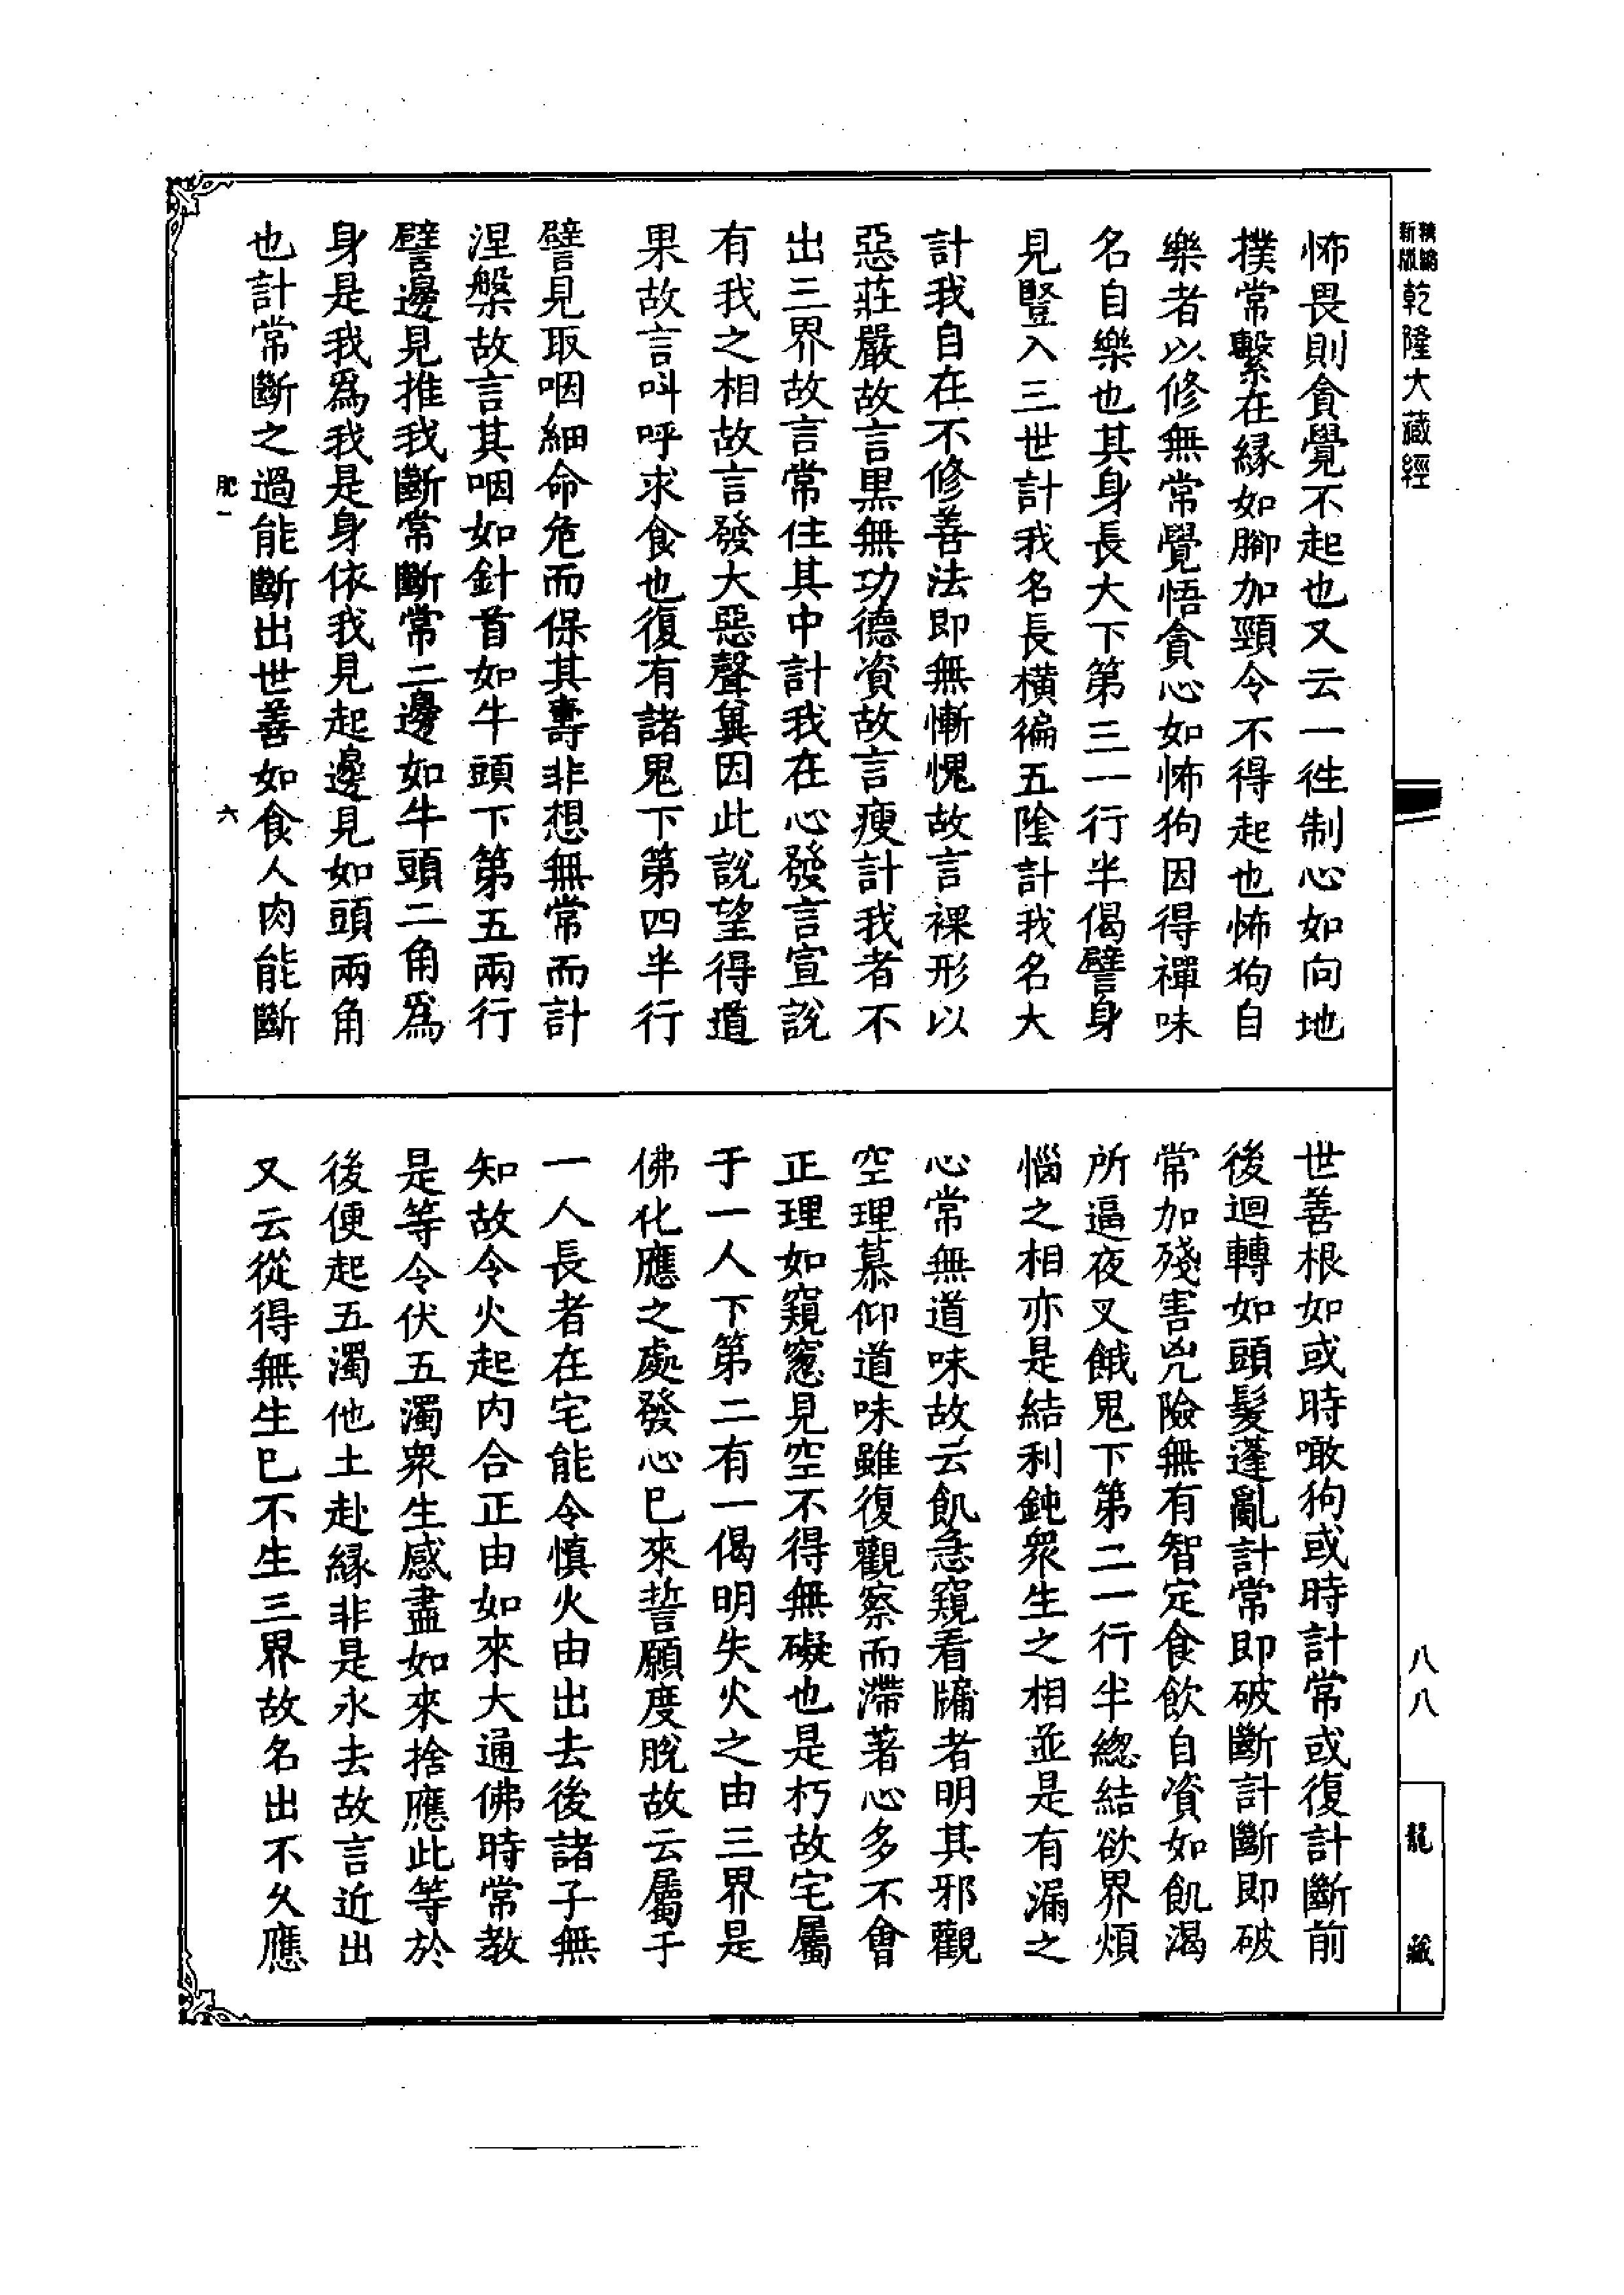 精編
新版
乾隆大藏經
怖畏則貪覺不起也又云一徃制心如向地
撲常繫在縁如腳加頸令不得起也怖狗自
樂者以修無常覺悟貪心如怖狗因得禪味
名自樂也其身長大下第三一行半偈譬身
見豎入三世計我名長橫徧五陰計我名大
計我自在不修善法即無慚愧故言裸形以
惡莊嚴故言黒無功德資故言瘦計我者不
出三界故言常住其中計我在心發言宣說
有我之相故言發大惡聲兾因此說望得道
果故言呌呼求食也復有諸鬼下第四半行
譬見取咽細命危而保其壽非想無常而計
涅槃故言其咽如針首如牛頭下第五兩行
譬邊見推我斷常斷常二邊如牛頭二角爲
身是我爲我是身依我見起邊見如頭兩角
也計常斷之過能斷出世善如食人肉能斷
肥一
六
世善根如或時噉狗或時計常或復計斷前
後迴轉如頭髮蓬亂計常即破斷計斷即破
常加殘害兇險無有智定食飲自資如飢渴
所逼夜叉餓鬼下第二一行半總結欲界煩
惱之相亦是結利鈍衆生之相並是有漏之
心常無道味故云飢急窺看牖者明其邪觀
空理慕仰道味雖復觀察而滯著心多不會
正理如窺窻見空不得無礙也是朽故宅屬
于一人下第二有一偈明失火之由三界是
佛化應之處發心已來誓願度脫故云屬于
一人長者在宅能令慎火由出去後諸子無
知故令火起内合正由如來大通佛時常教
是等令伏五濁衆生感盡如來捨應此等於
後便起五濁他土赴縁非是永去故言近出
又云從得無生已不生三界故名出不久應
八八
龍藏